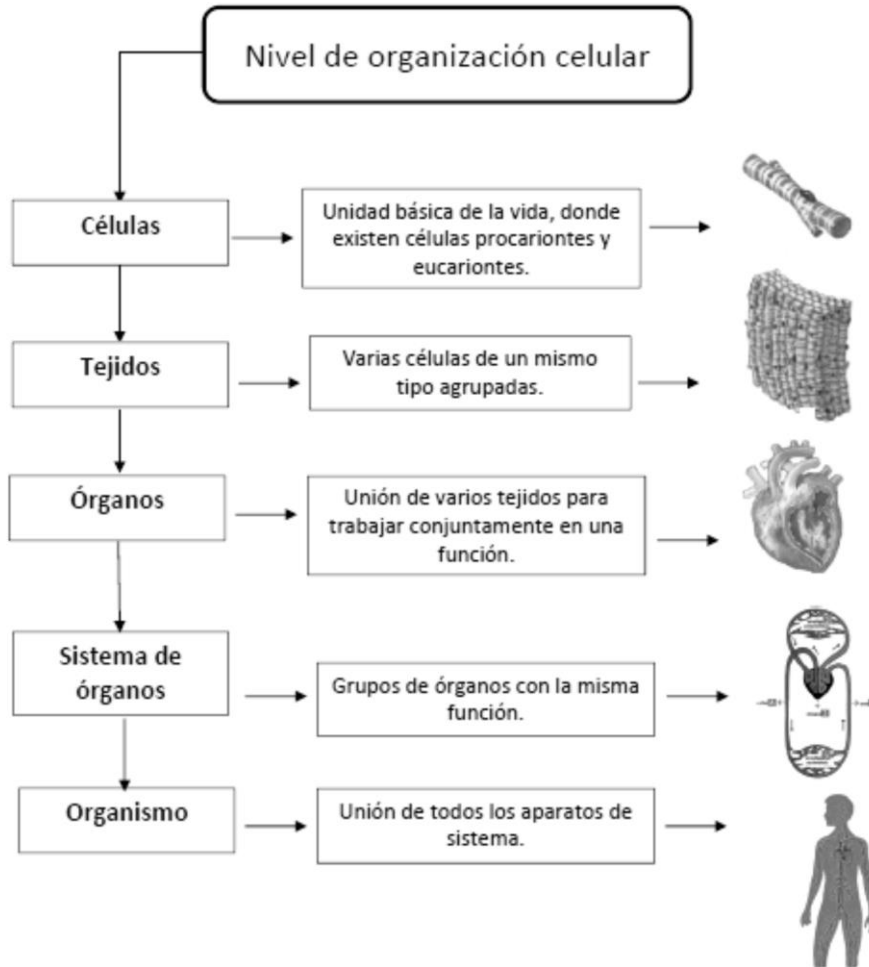 Nivel de organización celular
Células
Unidad básica de la vida, donde
existen células procariontes y
eucariontes.
Tejidos
Varias células de un mismo
tipo agrupadas.
Órganos
Unión de varios tejidos para
trabajar conjuntamente en una
función.
Sistema de
órganos
Grupos de órganos con la misma
función.
Organismo
Unión de todos los aparatos de
sistema.